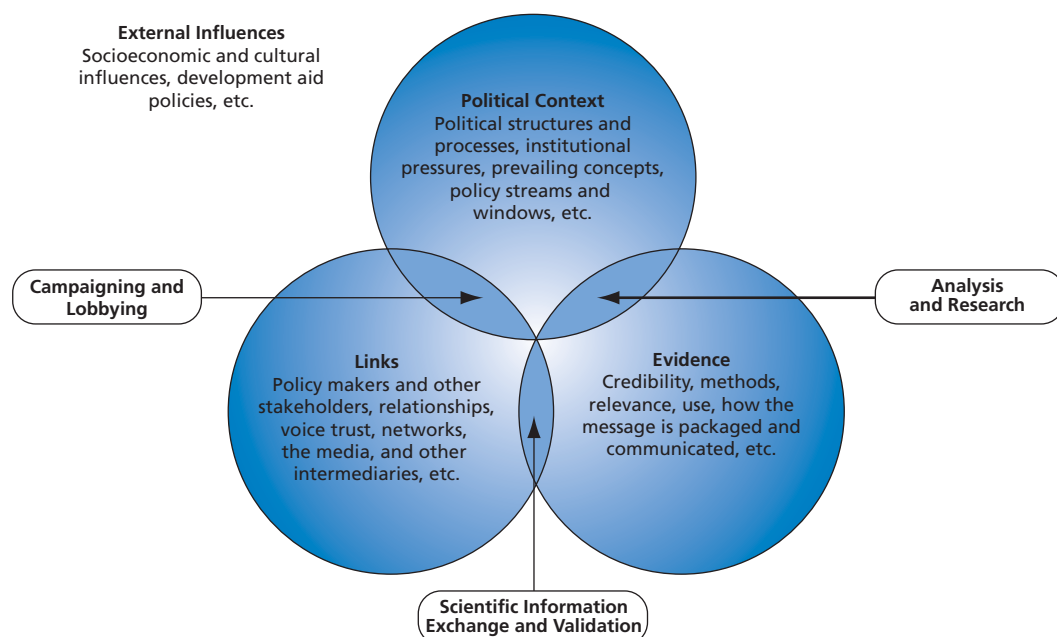 External Influences
Socioeconomic and cultural
influences, development aid
policies, etc.
Political Context
Political structures and
processes, institutional
pressures, prevailing concepts,
policy streams and
windows, etc.
Campaigning and
Lobbying
Analysis
and Research
Links
Policy makers and other
stakeholders, relationships,
voice trust, networks,
the media, and other
intermediaries, etc.
Evidence
Credibility, methods,
relevance, use, how the
message is packaged and
communicated, etc.
Scientific Information
Exchange and Validation